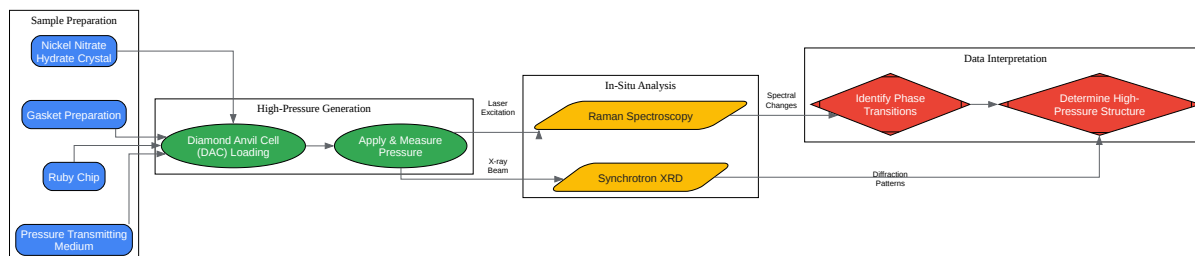 Sample Preparation
Nickel Nitrate
Hydrate Crystal
Gasket Preparation
Ruby Chip
Pressure Transmitting
Medium
High-Pressure Generation
Diamond Anvil Cell
(DAC) Loading
Apply & Measure
Pressure
Laser
Excitation
X-ray
Beam
In-Situ Analysis
Raman Spectroscopy
Synchrotron XRD
Spectral
Changes
Diffraction
Patterns
Data Interpretation
Identify Phase
Transitions
Determine High-
Pressure Structure